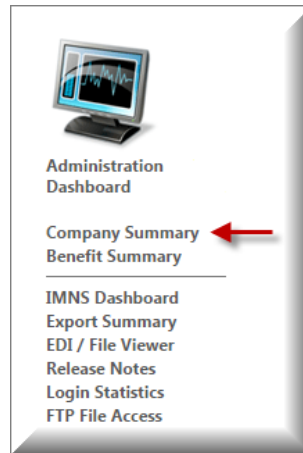 Administration
Dashboard
Company Summary
Benefit Summary
IMNS Dashboard
Export Summary
EDI / File Viewer
Release Notes
Login Statistics
FTP File Access